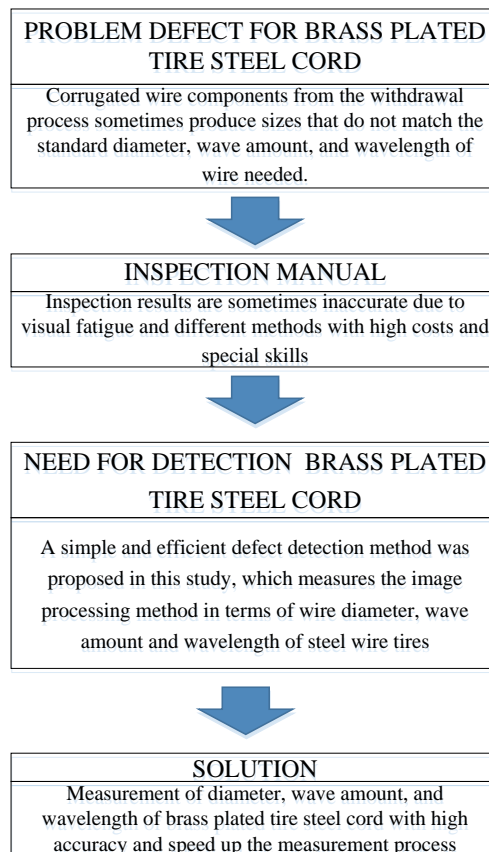 PROBLEM DEFECT FOR BRASS PLATED
TIRE STEEL CORD
Corrugated wire components from the withdrawal
process sometimes produce sizes that do not match the
standard diameter, wave amount, and wavelength of
wire needed.
INSPECTION MANUAL
Inspection results are sometimes inaccurate due to
visual fatigue and different methods with high costs and
special skills
NEED FOR DETECTION BRASS PLATED
TIRE STEEL CORD
A simple and efficient defect detection method was
proposed in this study, which measures the image
processing method in terms of wire diameter, wave
amount and wavelength of steel wire tires
SOLUTION
Measurement of diameter, wave amount, and
wavelength of brass plated tire steel cord with high
accuracy and speed up the measurement process